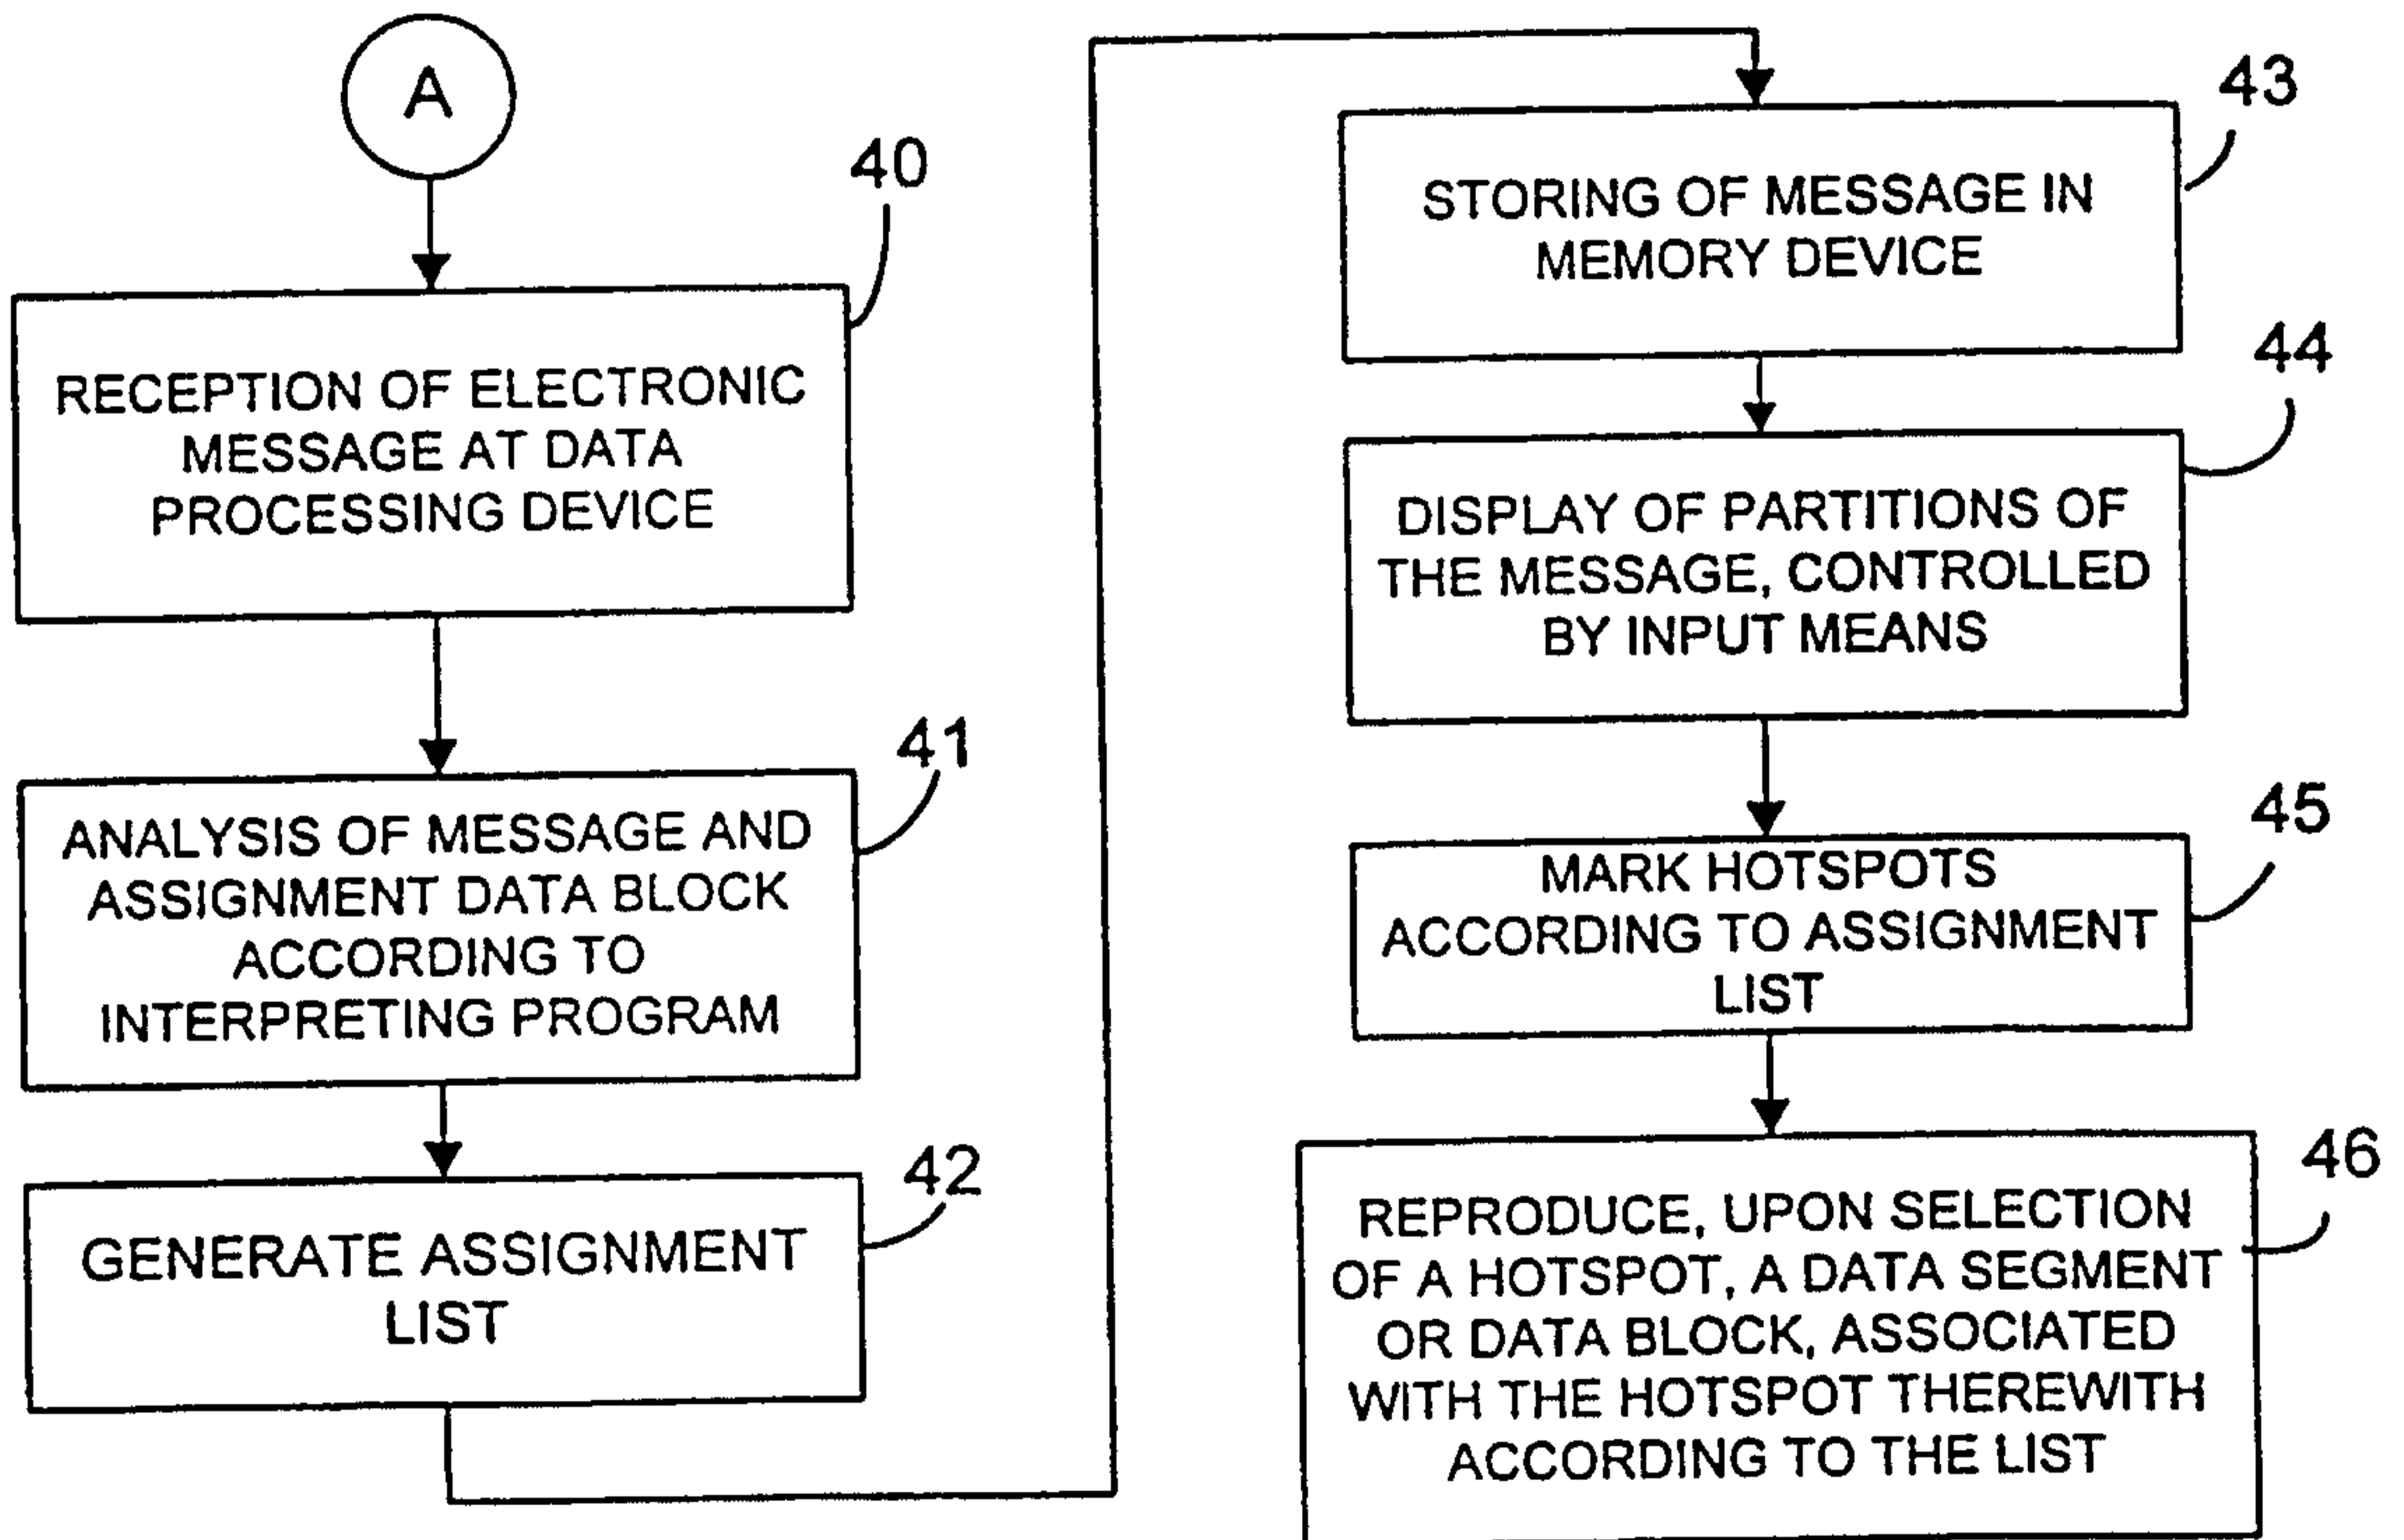 A
40
RECEPTION OF ELECTRONIC
MESSAGE AT DATA
PROCESSING DEVICE
41
ANALYSIS OF MESSAGE AND
ASSIGNMENT DATA BLOCK
ACCORDING TO
INTERPRETING PROGRAM
42
GENERATE ASSIGNMENT
LIST
43
STORING OF MESSAGE IN
MEMORY DEVICE
44
DISPLAY OF PARTITIONS OF
THE MESSAGE, CONTROLLED
BY INPUT MEANS
45
MARK HOTSPOTS
ACCORDING TO ASSIGNMENT
LIST
46
REPRODUCE, UPON SELECTION
OF A HOTSPOT, A DATA SEGMENT
OR DATA BLOCK, ASSOCIATED
WITH THE HOTSPOT THEREWITH
ACCORDING TO THE LIST